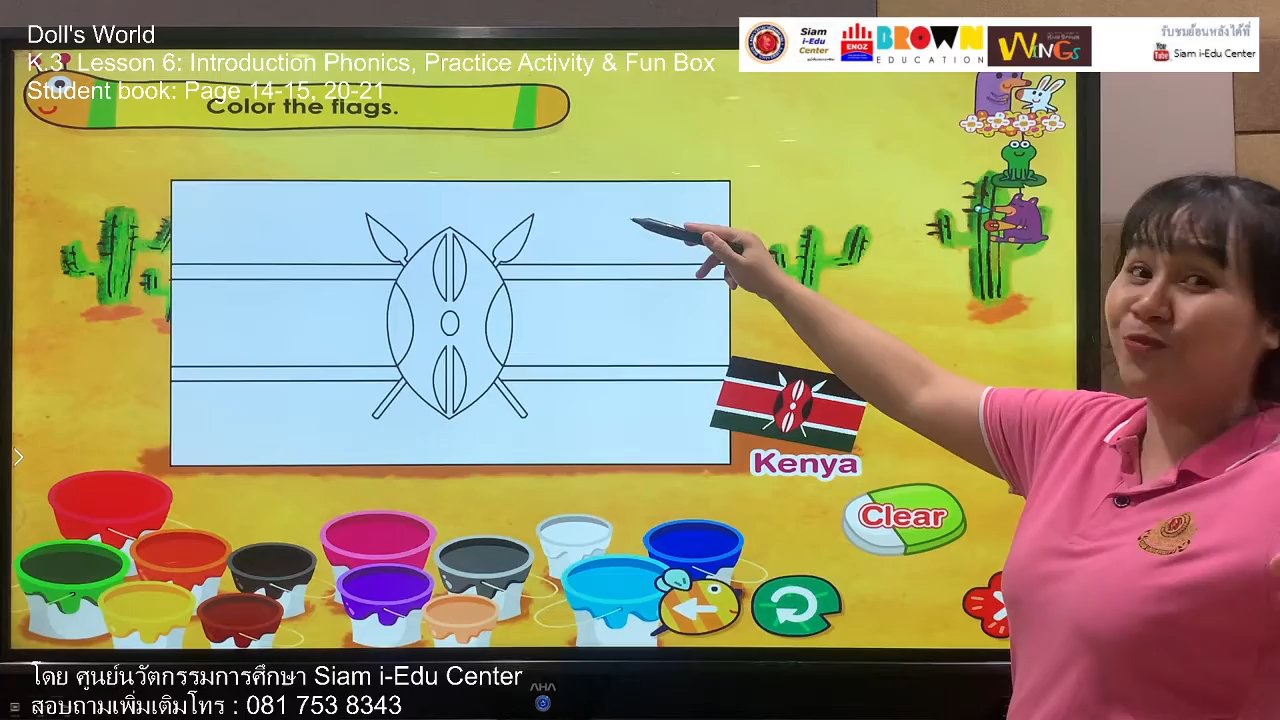 Doll's World
K.3: Lesson 6: Introduction Phonics, Practice Activity & Fun Box
Student book: Page 14-15, 20-21
Color the flags.
Siam
i-Edu
Center
ENOZ
BROWN
EDUCATION
WINGS
รับชมย้อนหลังได้ที่
You
Tube
Siam i-Edu Center
Kenya
Clear
โดย ศูนย์นวัตกรรมการศึกษา Siam i-Edu Center
สอบถามเพิ่มเติมโทร : 081 753 8343
AHA